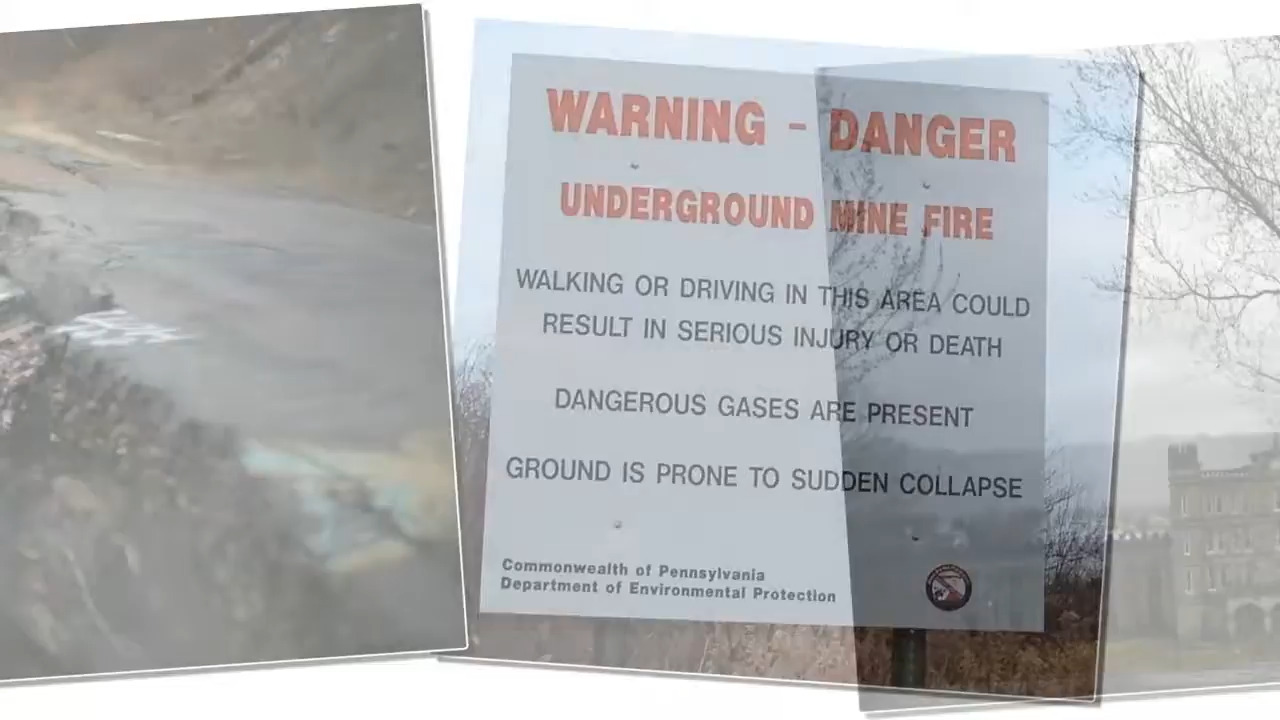 WARNING - DANGER
UNDERGROUND MINE FIRE
WALKING OR DRIVING IN THIS AREA COULD
RESULT IN SERIOUS INJURY OR DEATH
DANGEROUS GASES ARE PRESENT
GROUND IS PRONE TO SUDDEN COLLAPSE
Commonwealth of Pennsylvania
Department of Environmental Protection